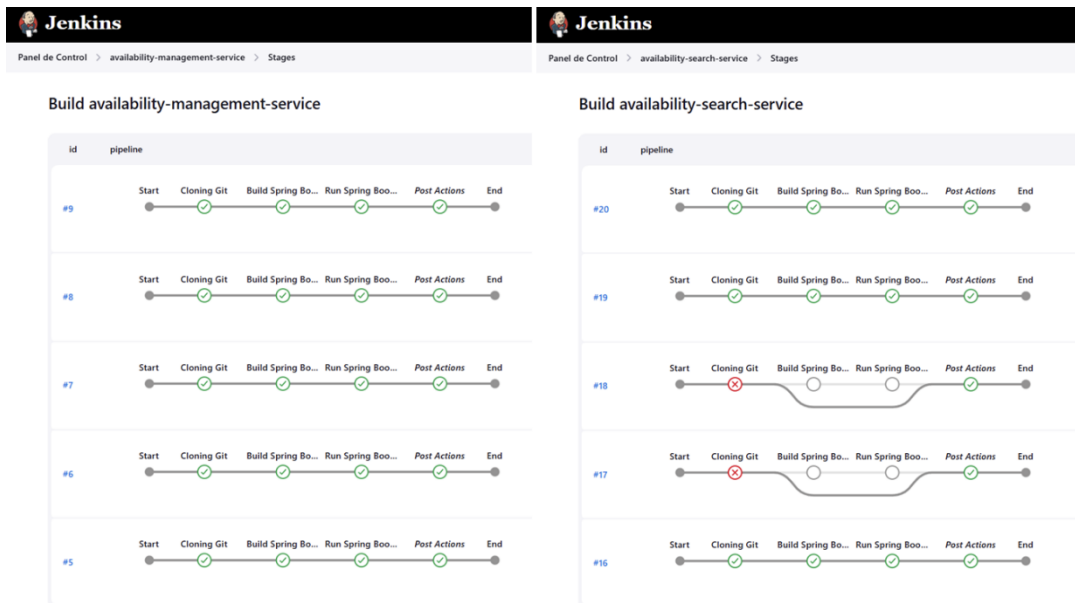 Jenkins
Panel de Control > availability-management-service > Stages
Build availability-management-service
id pipeline
Start Cloning Git Build Spring Bo... Run Spring Boo... Post Actions End
#9
Start Cloning Git Build Spring Bo... Run Spring Boo... Post Actions End
#8
Start Cloning Git Build Spring Bo... Run Spring Boo... Post Actions End
#7
Start Cloning Git Build Spring Bo... Run Spring Boo... Post Actions End
#6
Start Cloning Git Build Spring Bo... Run Spring Boo... Post Actions End
#5
Jenkins
Panel de Control > availability-search-service > Stages
Build availability-search-service
id pipeline
Start Cloning Git Build Spring Bo... Run Spring Boo... Post Actions End
#20
Start Cloning Git Build Spring Bo... Run Spring Boo... Post Actions End
#19
Start Cloning Git Build Spring Bo... Run Spring Boo... Post Actions End
#18
Start Cloning Git Build Spring Bo... Run Spring Boo... Post Actions End
#17
Start Cloning Git Build Spring Bo... Run Spring Boo... Post Actions End
#16